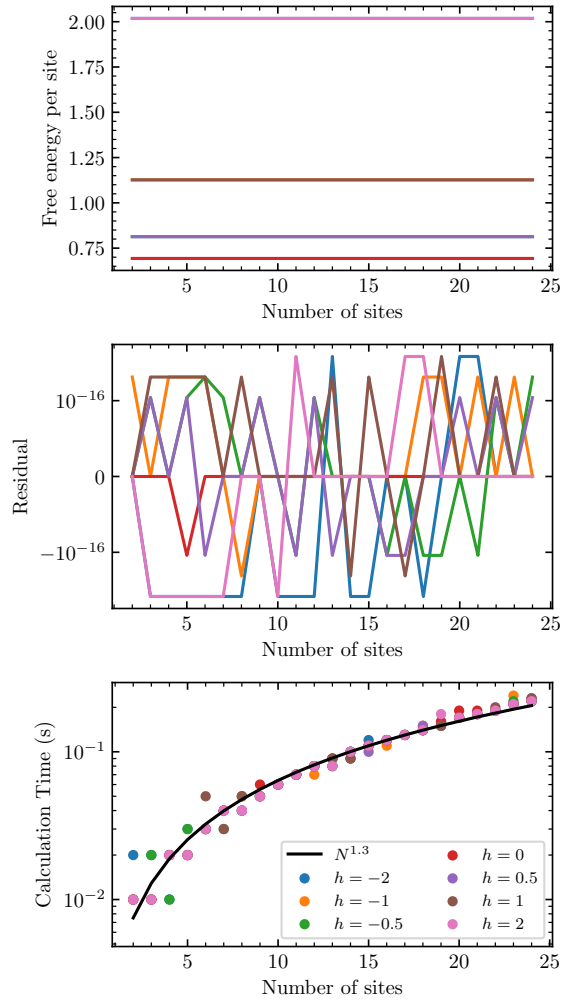 2.00
1.75
1.50
1.25
1.00
0.75
Free energy per site
5 10 15 20 25
Number of sites
10^{-16}
0
−10^{-16}
Residual
5 10 15 20 25
Number of sites
10^{-1}
10^{-2}
Calculation Time (s)
N^{1.3}
h = −2
h = −1
h = −0.5
h = 0
h = 0.5
h = 1
h = 2
5 10 15 20 25
Number of sites